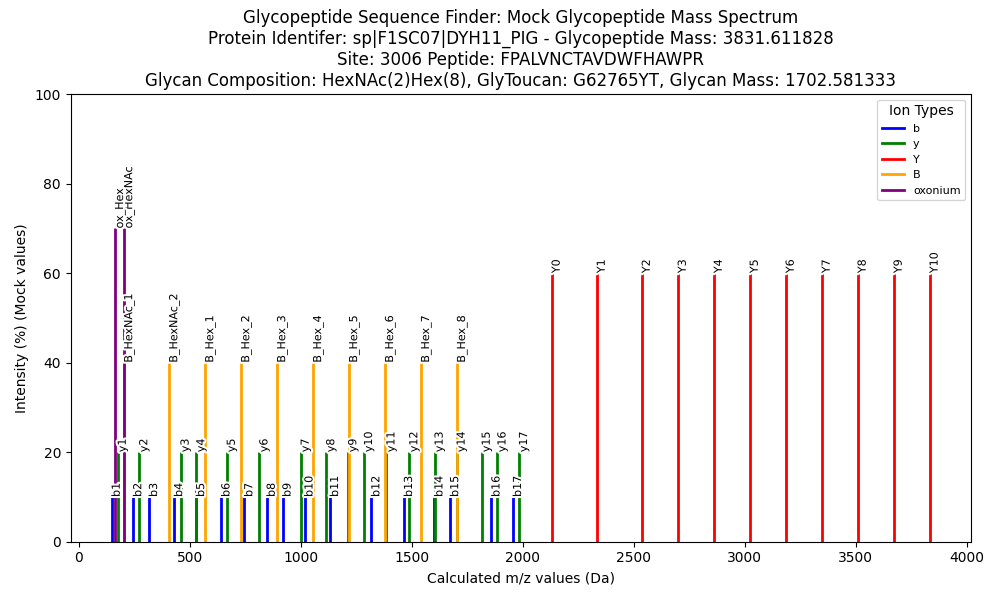 Glycopeptide Sequence Finder: Mock Glycopeptide Mass Spectrum
Protein Identifer: sp|F1SC07|DYH11_PIG - Glycopeptide Mass: 3831.611828
Site: 3006 Peptide: FPALVNCTAVDWFHAWPR
Glycan Composition: HexNAc(2)Hex(8), GlyToucan: G62765YT, Glycan Mass: 1702.581333
Intensity (%) (Mock values)
100
80
60
40
20
0
Ion Types
b
y
Y
B
oxonium
ox_Hex
ox_HexNAc
Y0
Y1
Y2
Y3
Y4
Y5
Y6
Y7
Y8
Y9
Y10
B_HexNAc_1
B_HexNAc_2
B_Hex_1
B_Hex_2
B_Hex_3
B_Hex_4
B_Hex_5
B_Hex_6
B_Hex_7
B_Hex_8
y1
y2
y3
y4
y5
y6
y7
y8
y9
y10
y11
y12
y13
y14
y15
y16
y17
b1
b2
b3
b4
b5
b6
b7
b8
b9
b10
b11
b12
b13
b14
b15
b16
b17
0
500
1000
1500
2000
2500
3000
3500
4000
Calculated m/z values (Da)